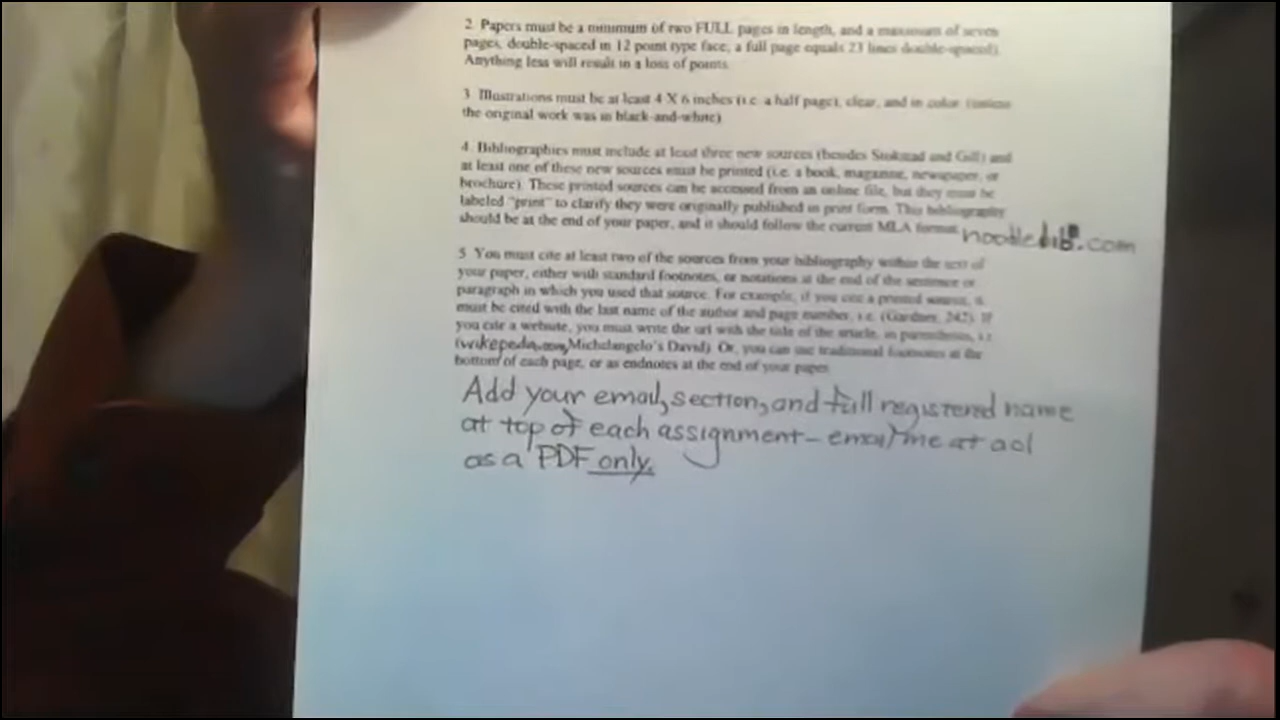 2. Papers must be a minimum of two FULL pages in length, and a maximum of seven
pages, double-spaced in 12 point type face, a full page equals 23 lines double-spaced).
Anything less will result in a loss of points.
3. Illustrations must be at least 4 X 6 inches (i.e. a half page), clear, and in color (unless
the original work was in black-and-white)
4. Bibliographies must include at least three new sources (besides Stokstad and Gill) and
at least one of these new sources must be printed (i.e. a book, magazine, newspaper, or
brochure). These printed sources can be accessed from an online file, but they must be
labeled "print" to clarify they were originally published in print form. This bibliography
should be at the end of your paper, and it should follow the current MLA format. noodlebib.com
5. You must cite at least two of the sources from your bibliography within the text of
your paper, either with standard footnotes, or notations at the end of the sentence or
paragraph in which you used that source. For example, if you cite a printed source, it
must be cited with the last name of the author and page number, i.e. (Gardner, 242). If
you cite a website, you must write the url with the title of the article, in parenthesis, i.e.
(wikepedia.com, Michelangelo's David). Or, you can use traditional footnotes at the
bottom of each page, or as endnotes at the end of your paper.
Add your email, section, and full registered name
at top of each assignment – email me at aol
as a PDF only.